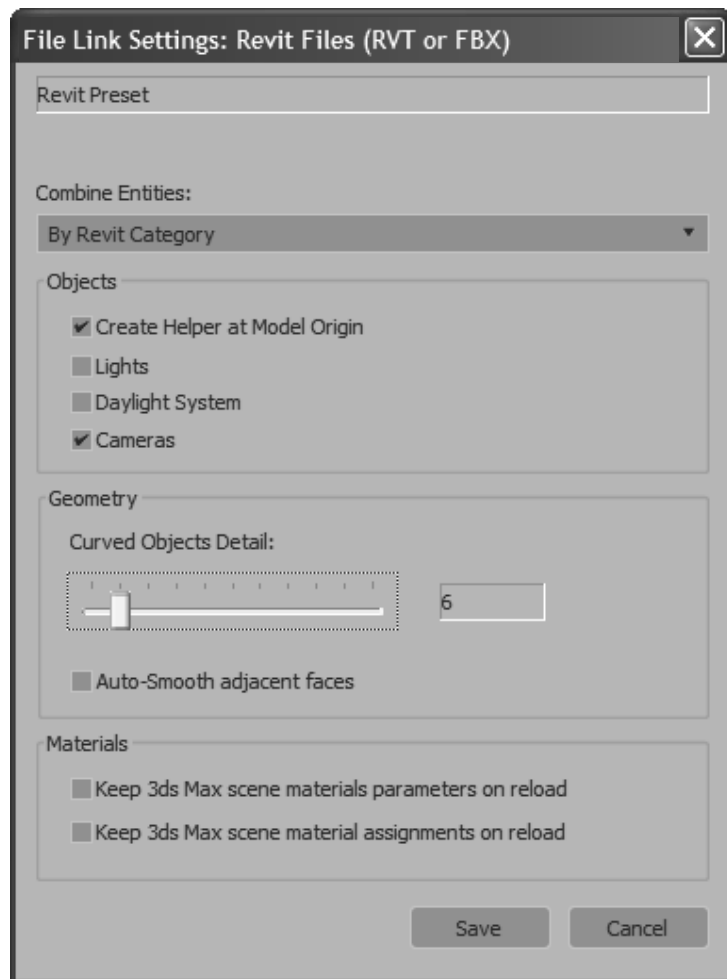 File Link Settings: Revit Files (RVT or FBX)
Revit Preset
Combine Entities:
By Revit Category
Objects
Create Helper at Model Origin
Lights
Daylight System
Cameras
Geometry
Curved Objects Detail:
6
Auto-Smooth adjacent faces
Materials
Keep 3ds Max scene materials parameters on reload
Keep 3ds Max scene material assignments on reload
Save Cancel